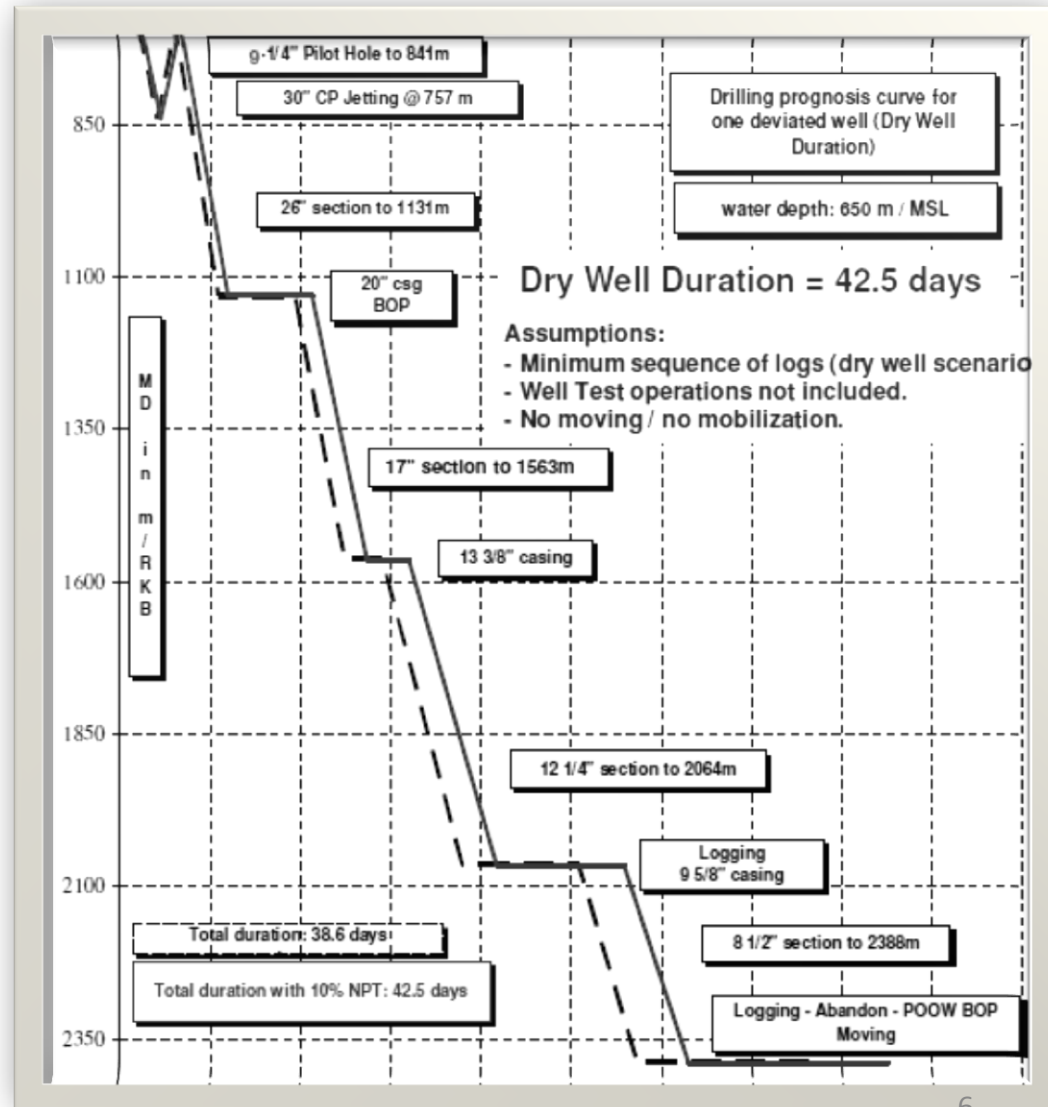 9-1/4" Pilot Hole to 841m
30" CP Jetting @ 757 m
Drilling prognosis curve for
one deviated well (Dry Well
Duration)
850
water depth: 650 m / MSL
26" section to 1131m
1100
20" csg
BOP
Dry Well Duration = 42.5 days
Assumptions:
- Minimum sequence of logs (dry well scenario
- Well Test operations not included.
- No moving / no mobilization.
MD in m/RKB
1350
17" section to 1563m
13 3/8" casing
1600
1850
12 1/4" section to 2064m
Logging
9 5/8" casing
2100
Total duration: 38.6 days
8 1/2" section to 2388m
Total duration with 10% NPT: 42.5 days
Logging - Abandon - POOW BOP
Moving
2350
6